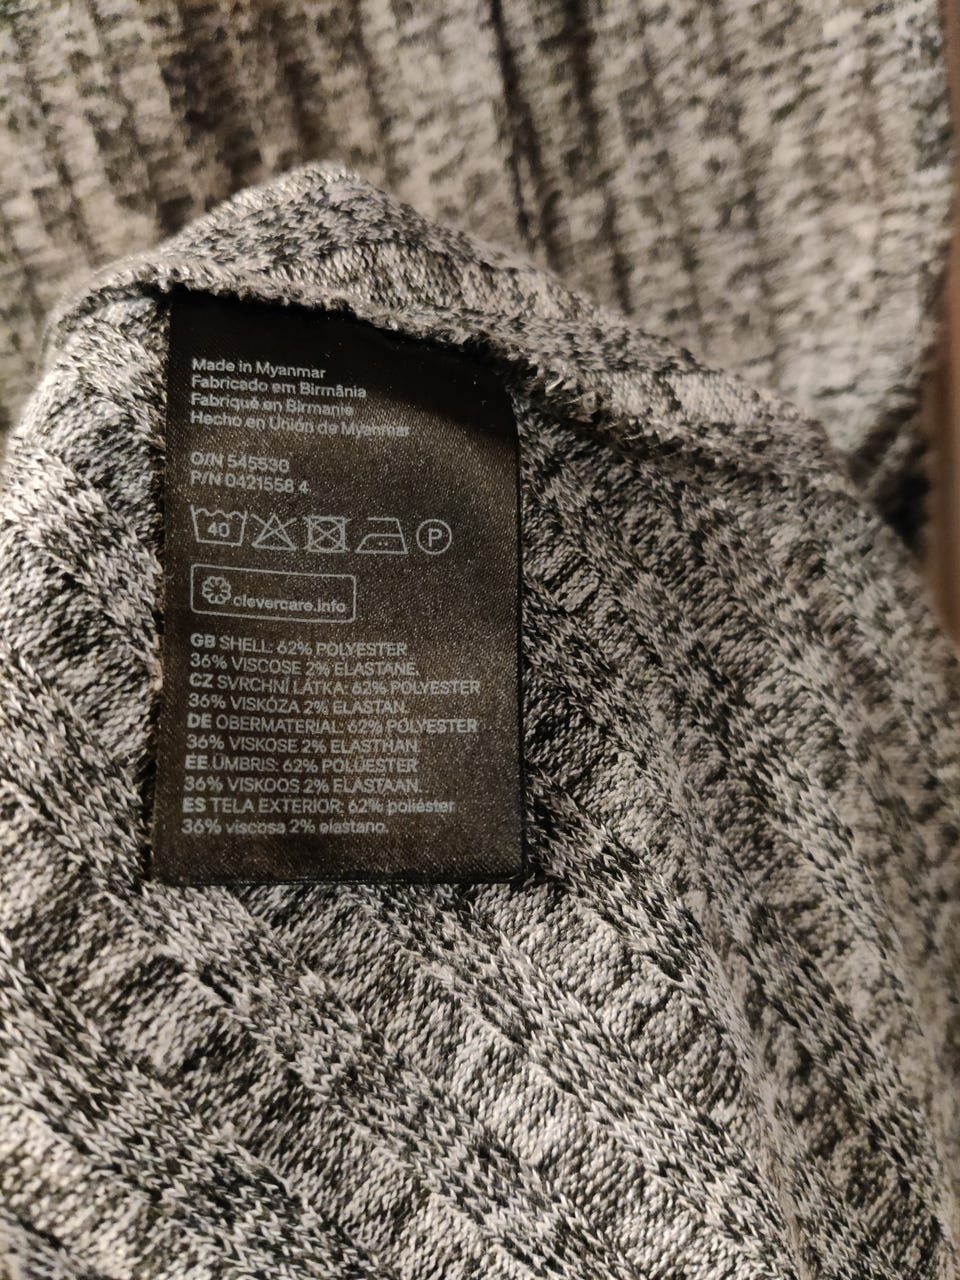 Made in Myanmar
Fabricado em Birmânia
Fabriqué en Birmanie
Hecho en Unión de Myanmar
O/N 545530
P/N 0421558 4
40
P
clevercare.info
GB SHELL: 62% POLYESTER
36% VISCOSE 2% ELASTANE.
CZ SVRCHNÍ LÁTKA: 62% POLYESTER
36% VISKÓZA 2% ELASTAN.
DE OBERMATERIAL: 62% POLYESTER
36% VISKOSE 2% ELASTHAN.
EE ÜMBRIS: 62% POLÜESTER
36% VISKOOS 2% ELASTAAN.
ES TELA EXTERIOR: 62% poliéster
36% viscosa 2% elastano.